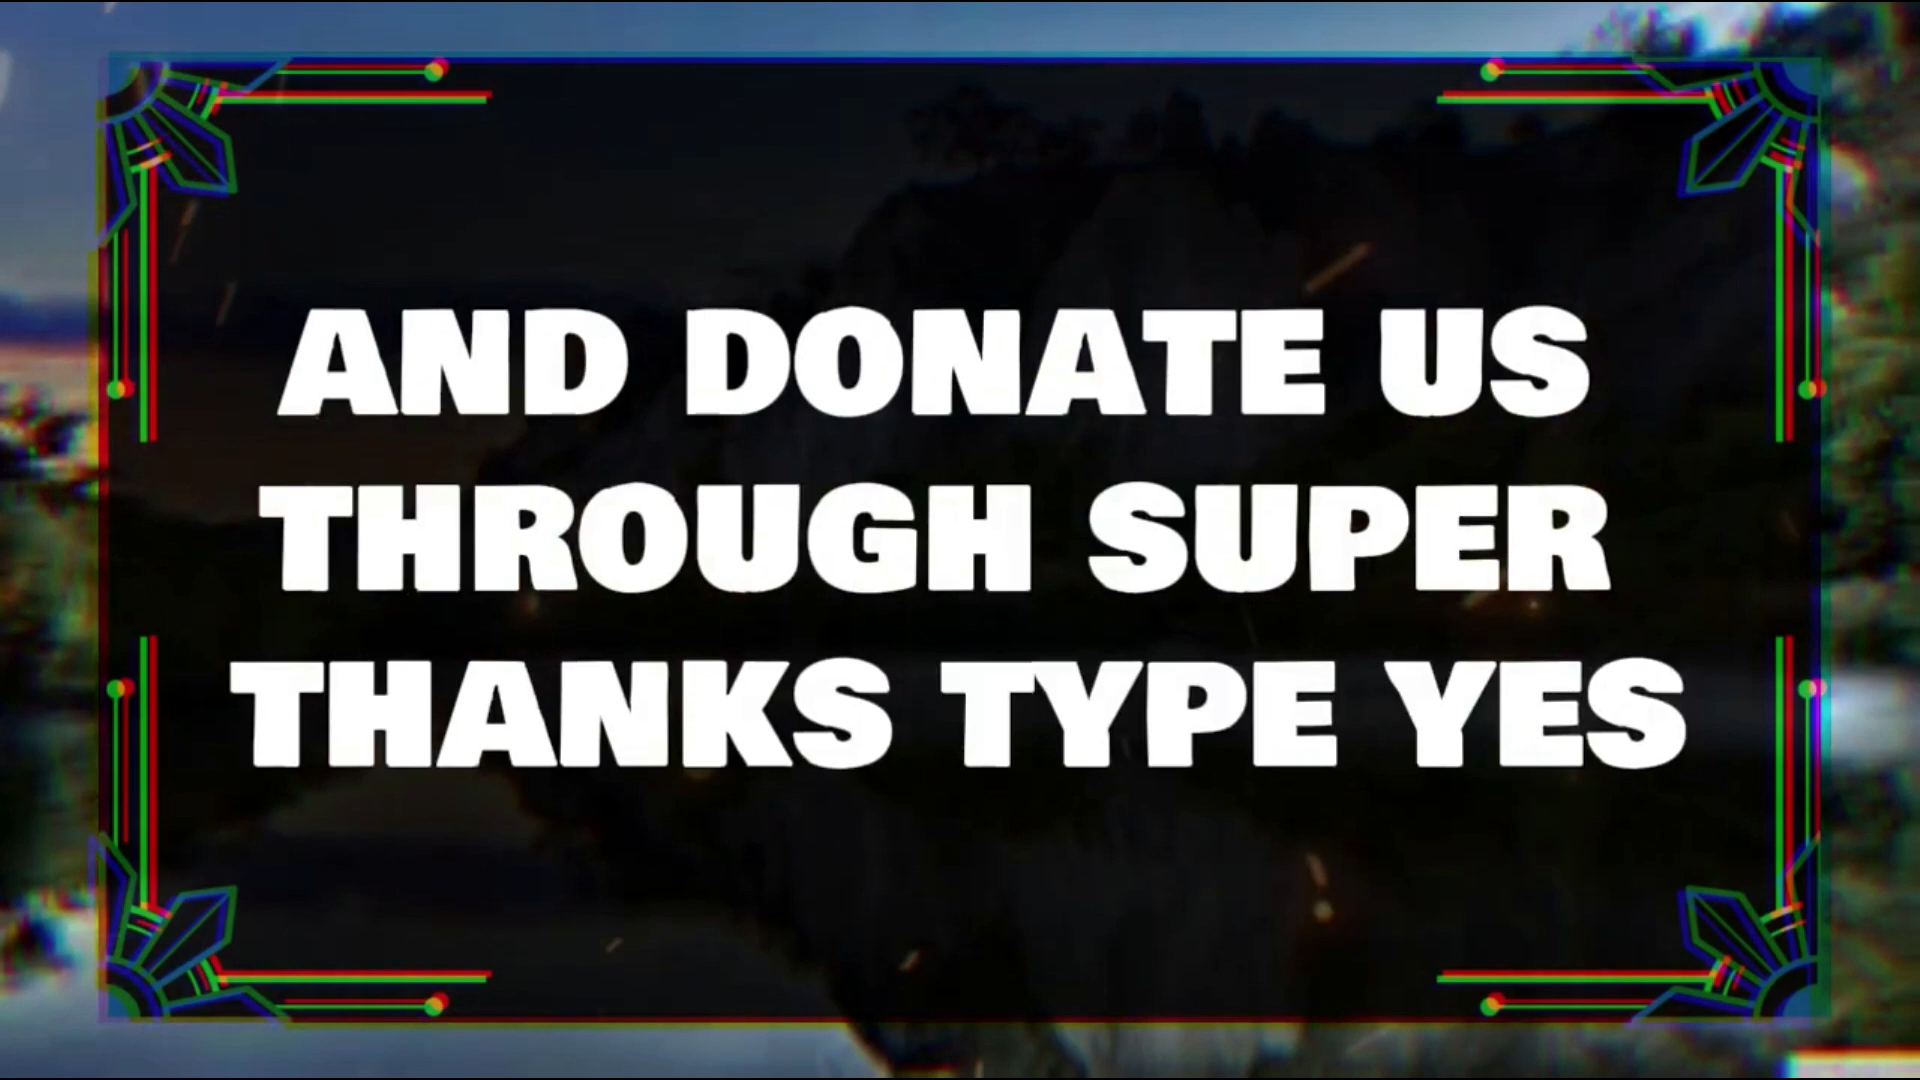 AND DONATE US
THROUGH SUPER
THANKS TYPE YES